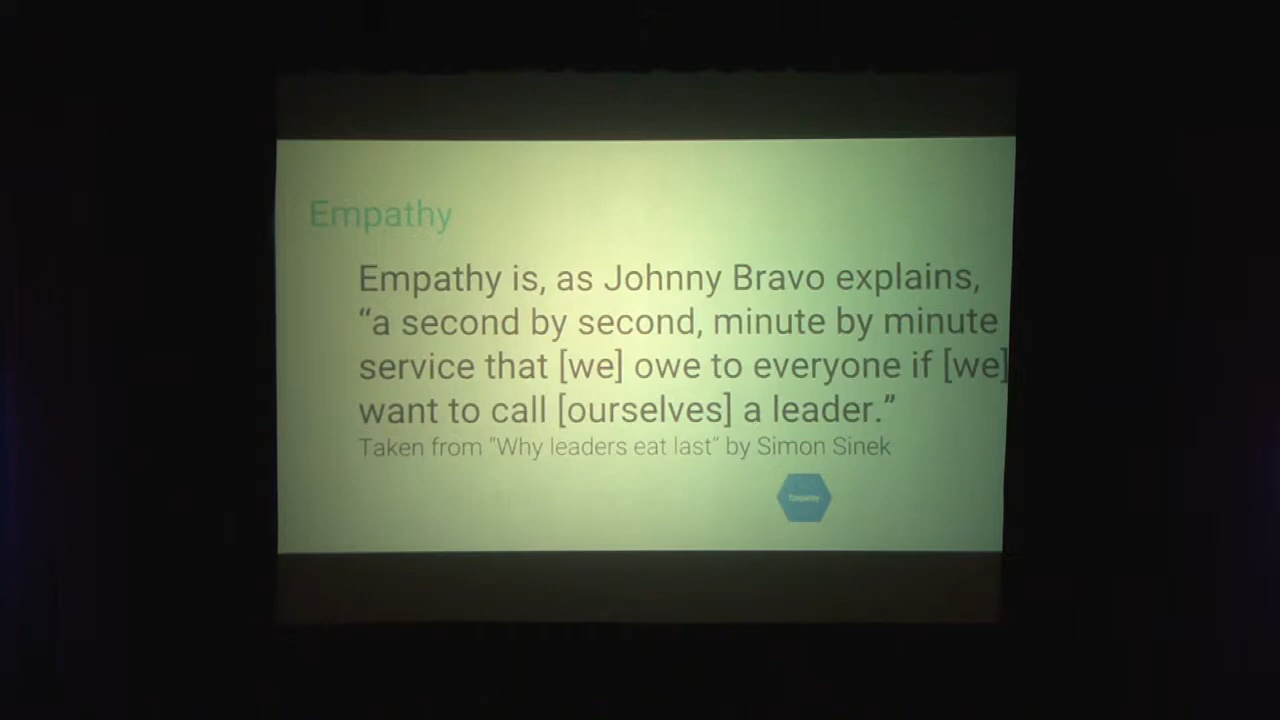 Empathy
Empathy is, as Johnny Bravo explains,
“a second by second, minute by minute
service that [we] owe to everyone if [we]
want to call [ourselves] a leader.”
Taken from “Why leaders eat last” by Simon Sinek
Empathy